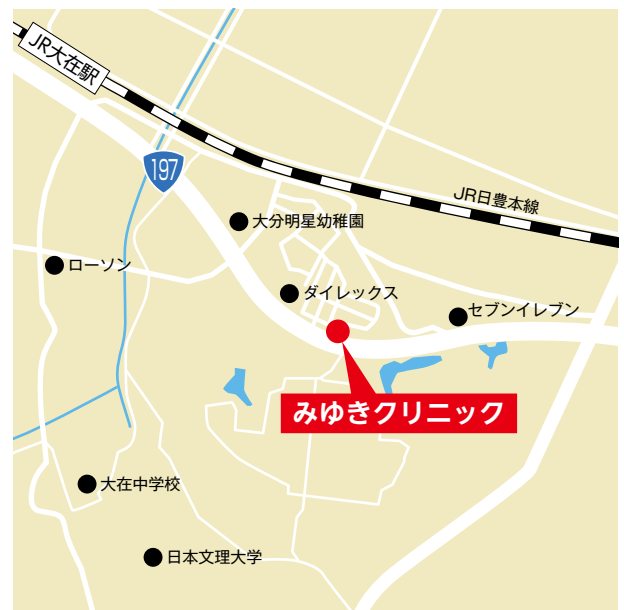 JR大在駅
197
JR日豊本線
大分明星幼稚園
ローソン
ダイレックス
セブンイレブン
みゆきクリニック
大在中学校
日本文理大学